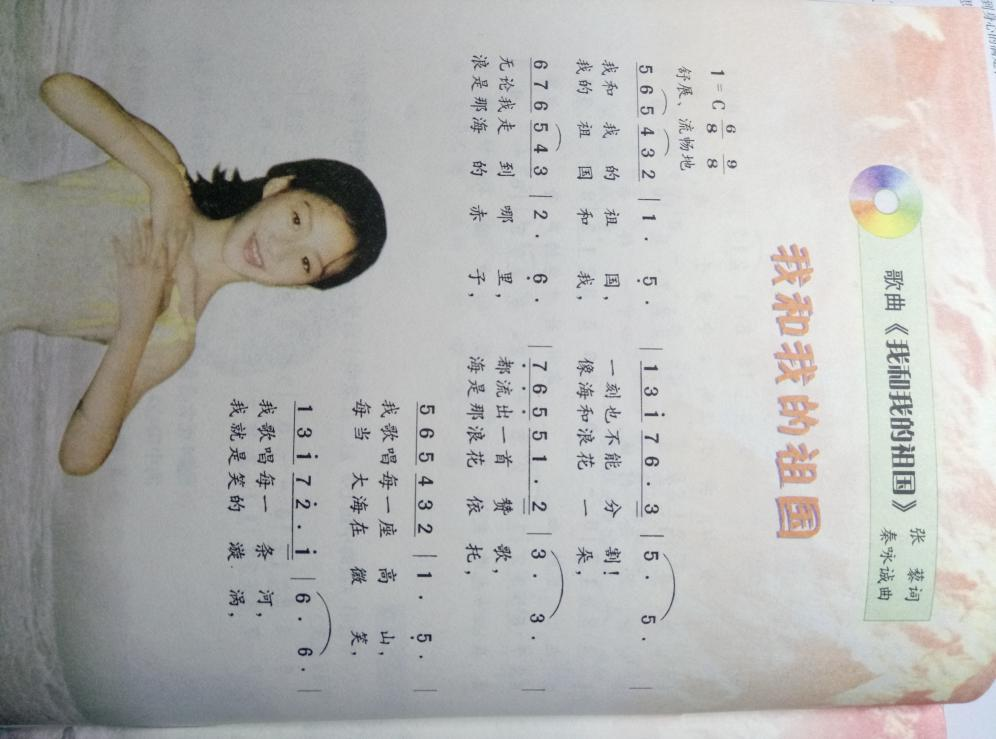 歌曲《我和我的祖国》
张 藜词
秦咏诚曲
我和我的祖国
1=C 6/8 9/8
舒展、流畅地
5 6 5 4 3 2 | 1· 5̣· | 1 3 i 7 6· 3 | 5· 5· |
我和 我 的 祖 国, 一刻也不能 分 割!
我的 祖 国 和 我, 像海和浪花 一 朵,
6 7 6 5 4 3 | 2· 6̣· | 7̣ 6̣ 5̣ 5 1· 2 | 3· 3· |
无论我走 到 哪 里, 都流出一首 赞 歌,
浪是那海 的 赤 子, 海是那浪花 依 托,
5 6 5 4 3 2 | 1· 5̣· |
我歌唱每一座 高 山,
每当 大海在 微 笑,
1 3 i 7 2̇· i | 6· 6· |
我歌唱每一 条 河,
我就是笑的 漩 涡,